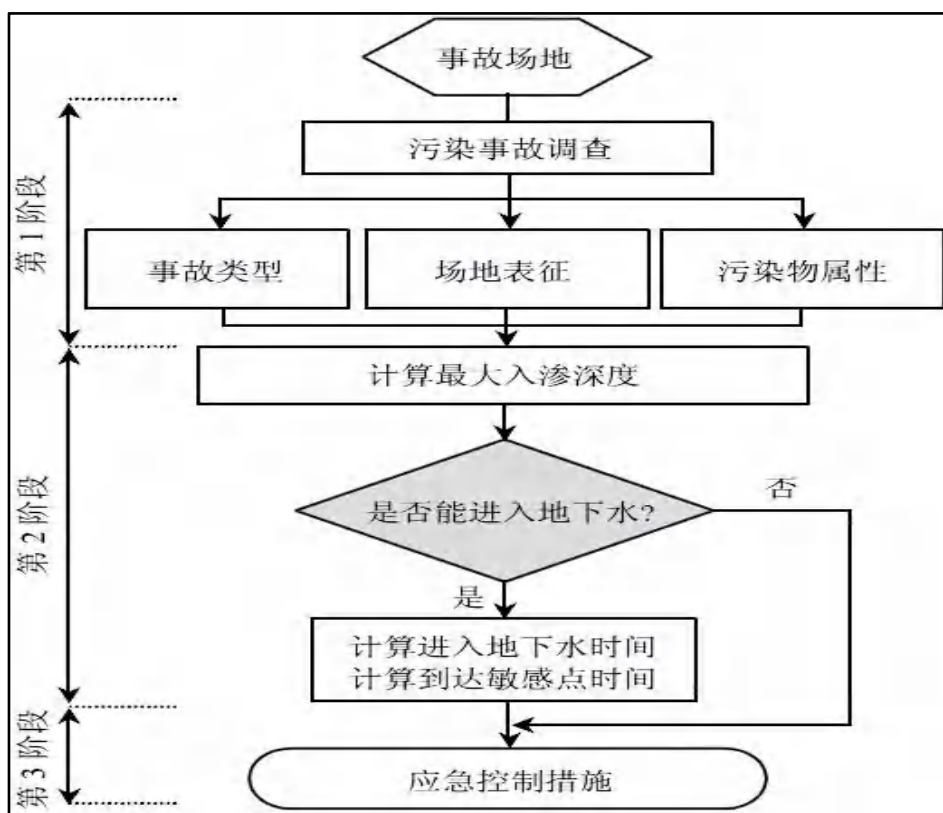 事故场地
污染事故调查
第1阶段
事故类型
场地表征
污染物属性
计算最大入渗深度
第2阶段
是否能进入地下水?
否
是
计算进入地下水时间
计算到达敏感点时间
第3阶段
应急控制措施